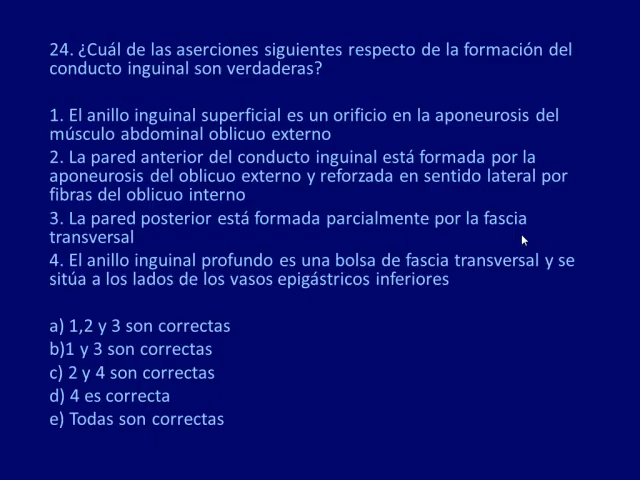 24. ¿Cuál de las aserciones siguientes respecto de la formación del
conducto inguinal son verdaderas?
1. El anillo inguinal superficial es un orificio en la aponeurosis del
músculo abdominal oblicuo externo
2. La pared anterior del conducto inguinal está formada por la
aponeurosis del oblicuo externo y reforzada en sentido lateral por
fibras del oblicuo interno
3. La pared posterior está formada parcialmente por la fascia
transversal
4. El anillo inguinal profundo es una bolsa de fascia transversal y se
sitúa a los lados de los vasos epigástricos inferiores
a) 1,2 y 3 son correctas
b)1 y 3 son correctas
c) 2 y 4 son correctas
d) 4 es correcta
e) Todas son correctas